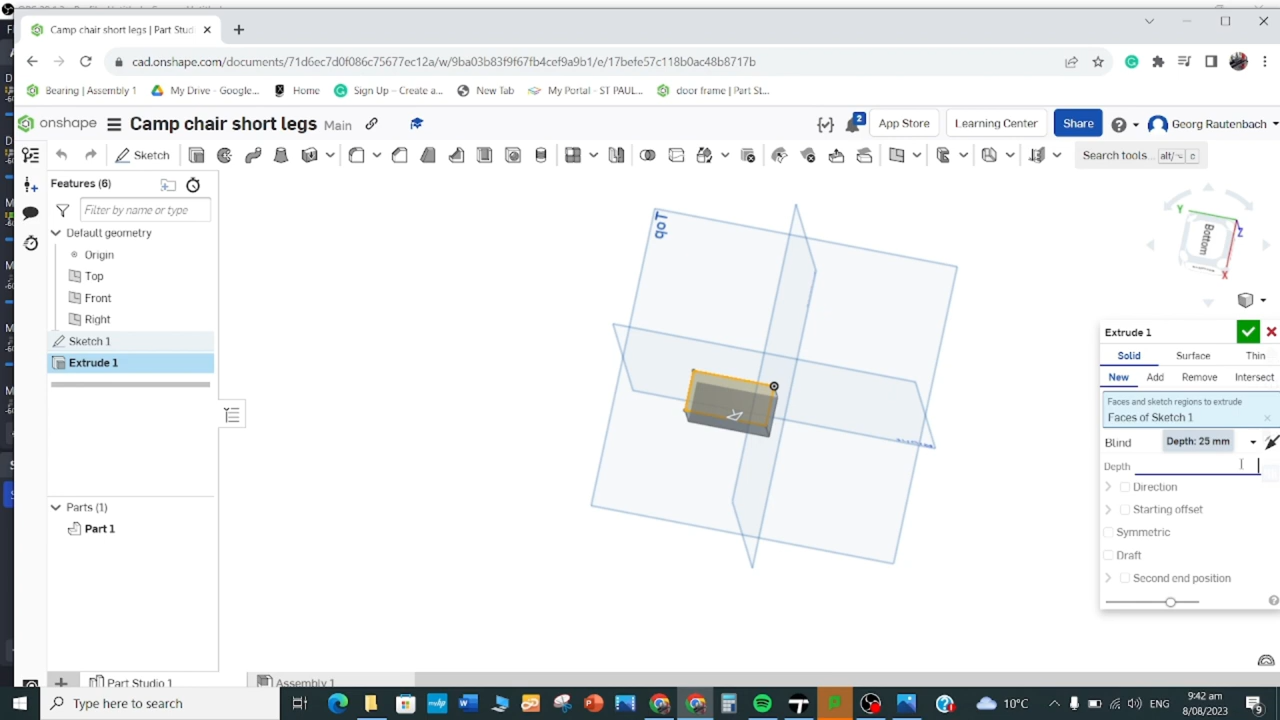 Camp chair short legs | Part Stud
cad.onshape.com/documents/71d6ec7d0f086c75677ec12a/w/9ba03b83f9f67fb4cef9a9b1/e/17befe57c118b0ac48b8717b
Bearing | Assembly 1
My Drive - Google...
Home
Sign Up – Create a...
New Tab
My Portal - ST PAUL...
door frame | Part St...
onshape
Camp chair short legs
Main
2
App Store
Learning Center
Share
Georg Rautenbach
Sketch
Search tools...
alt/⌥
c
Features (6)
Filter by name or type
Default geometry
Origin
Top
Front
Right
Sketch 1
Extrude 1
Parts (1)
Part 1
Top
Y
Z
Bottom
X
Extrude 1
Solid
Surface
Thin
New
Add
Remove
Intersect
Faces and sketch regions to extrude
Faces of Sketch 1
Blind
Depth: 25 mm
Depth
Direction
Starting offset
Symmetric
Draft
Second end position
Part Studio 1
Assembly 1
Type here to search
10°C
ENG
9:42 am
8/08/2023